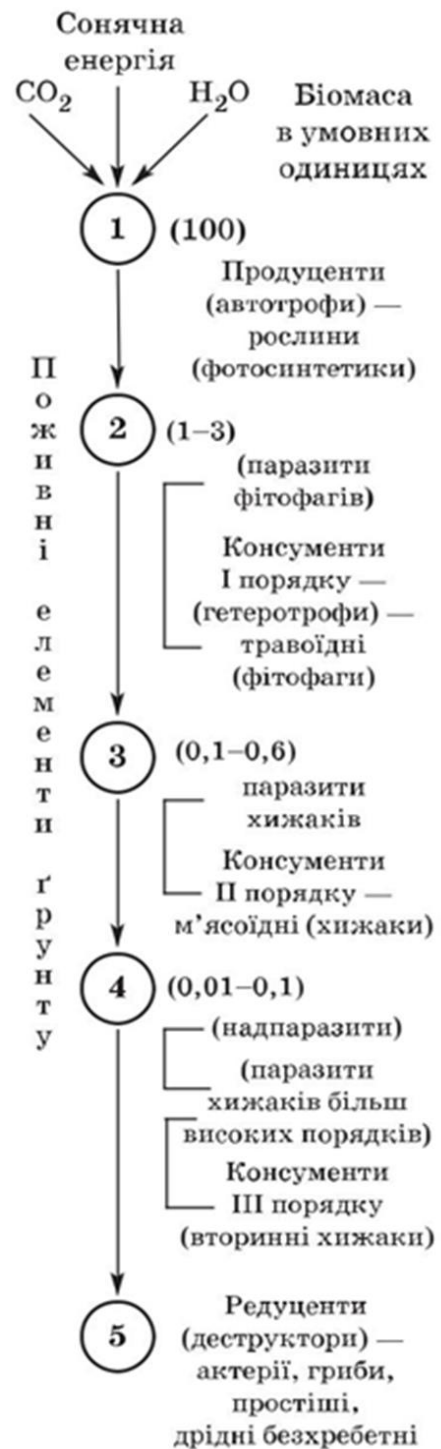 Сонячна
енергія
CO2
H2O
Біомаса
в умовних
одиницях
1 (100)
Продуценти
(автотрофи) —
рослини
(фотосинтетики)
Поживні елементи ґрунту
2 (1–3)
(паразити
фітофагів)
Консументи
I порядку —
(гетеротрофи) —
травоїдні
(фітофаги)
3 (0,1–0,6)
паразити
хижаків
Консументи
II порядку —
м’ясоїдні (хижаки)
4 (0,01–0,1)
(надпаразити)
(паразити
хижаків більш
високих порядків)
Консументи
III порядку
(вторинні хижаки)
5
Редуценти
(деструктори) —
актерії, гриби,
простіші,
дрідні безхребетні